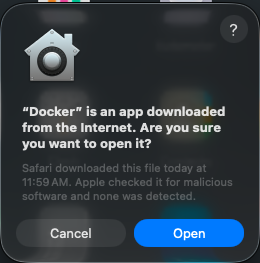 ?
“Docker” is an app downloaded
from the Internet. Are you sure
you want to open it?
Safari downloaded this file today at
11:59 AM. Apple checked it for malicious
software and none was detected.
Cancel
Open